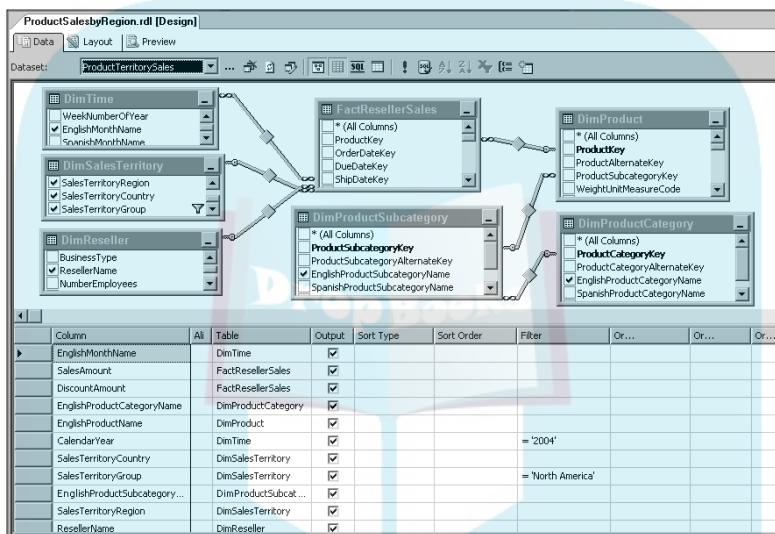 ProductSalesbyRegion.rdl [Design]
Data Layout Preview
Dataset: ProductTerritorySales ... SQL !
DimTime
WeekNumberOfYear
EnglishMonthName
SpanishMonthName
FactResellerSales
* (All Columns)
ProductKey
OrderDateKey
DueDateKey
ShipDateKey
DimProduct
* (All Columns)
ProductKey
ProductAlternateKey
ProductSubcategoryKey
WeightUnitMeasureCode
DimSalesTerritory
SalesTerritoryRegion
SalesTerritoryCountry
SalesTerritoryGroup
DimProductSubcategory
* (All Columns)
ProductSubcategoryKey
ProductSubcategoryAlternateKey
EnglishProductSubcategoryName
SpanishProductSubcategoryName
DimProductCategory
* (All Columns)
ProductCategoryKey
ProductCategoryAlternateKey
EnglishProductCategoryName
SpanishProductCategoryName
DimReseller
BusinessType
ResellerName
NumberEmployees
DropBooks
Column Ali Table Output Sort Type Sort Order Filter Or... Or... Or...
EnglishMonthName DimTime
SalesAmount FactResellerSales
DiscountAmount FactResellerSales
EnglishProductCategoryName DimProductCategory
EnglishProductName DimProduct
CalendarYear DimTime = '2004'
SalesTerritoryCountry DimSalesTerritory
SalesTerritoryGroup DimSalesTerritory = 'North America'
EnglishProductSubcategory... DimProductSubcat...
SalesTerritoryRegion DimSalesTerritory
ResellerName DimReseller